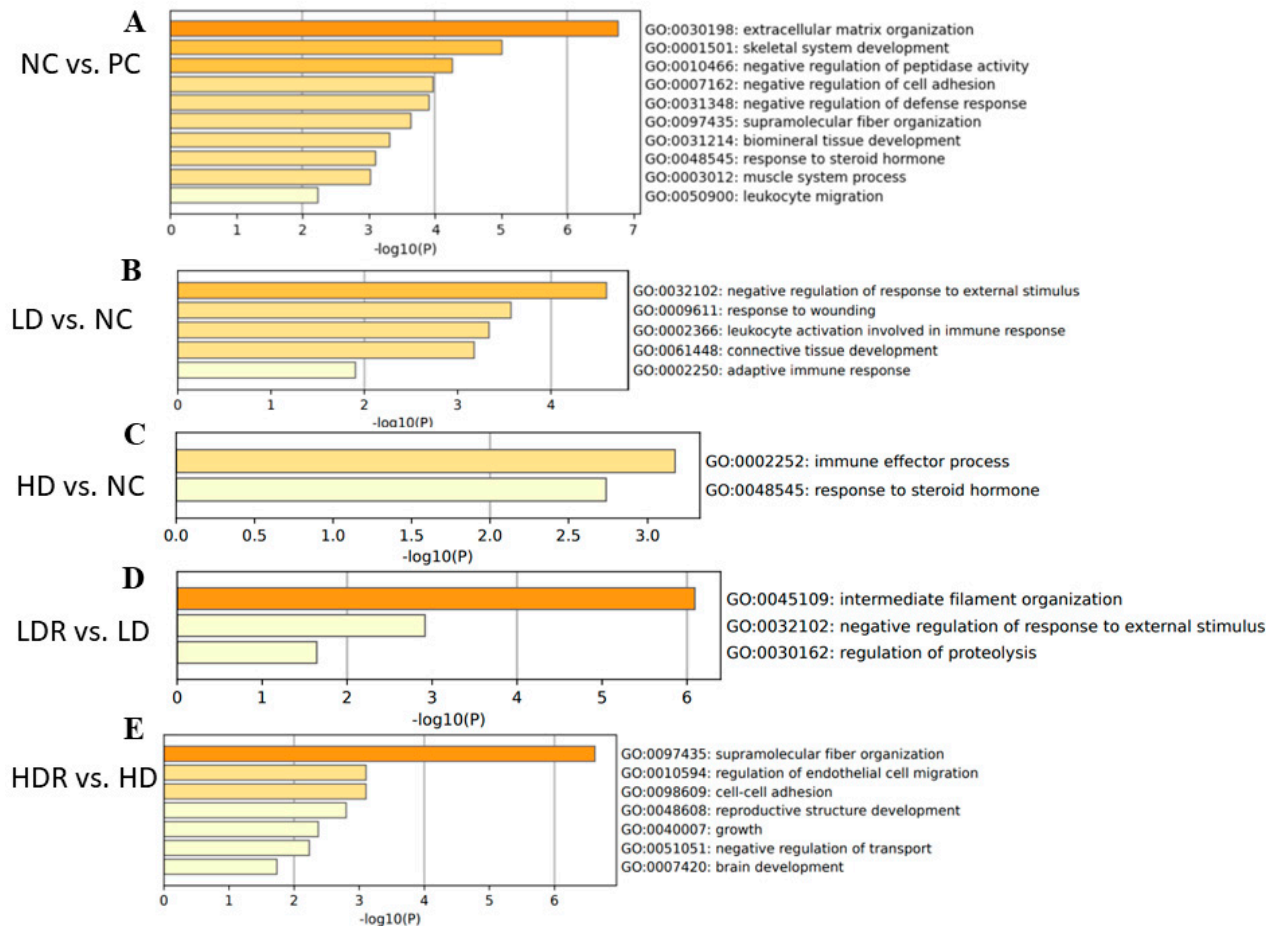 A
NC vs. PC
GO:0030198: extracellular matrix organization
GO:0001501: skeletal system development
GO:0010466: negative regulation of peptidase activity
GO:0007162: negative regulation of cell adhesion
GO:0031348: negative regulation of defense response
GO:0097435: supramolecular fiber organization
GO:0031214: biomineral tissue development
GO:0048545: response to steroid hormone
GO:0003012: muscle system process
GO:0050900: leukocyte migration
0 1 2 3 4 5 6 7
-log10(P)
B
LD vs. NC
GO:0032102: negative regulation of response to external stimulus
GO:0009611: response to wounding
GO:0002366: leukocyte activation involved in immune response
GO:0061448: connective tissue development
GO:0002250: adaptive immune response
0 1 2 3 4
-log10(P)
C
HD vs. NC
GO:0002252: immune effector process
GO:0048545: response to steroid hormone
0.0 0.5 1.0 1.5 2.0 2.5 3.0
-log10(P)
D
LDR vs. LD
GO:0045109: intermediate filament organization
GO:0032102: negative regulation of response to external stimulus
GO:0030162: regulation of proteolysis
0 1 2 3 4 5 6
-log10(P)
E
HDR vs. HD
GO:0097435: supramolecular fiber organization
GO:0010594: regulation of endothelial cell migration
GO:0098609: cell-cell adhesion
GO:0048608: reproductive structure development
GO:0040007: growth
GO:0051051: negative regulation of transport
GO:0007420: brain development
0 1 2 3 4 5 6
-log10(P)